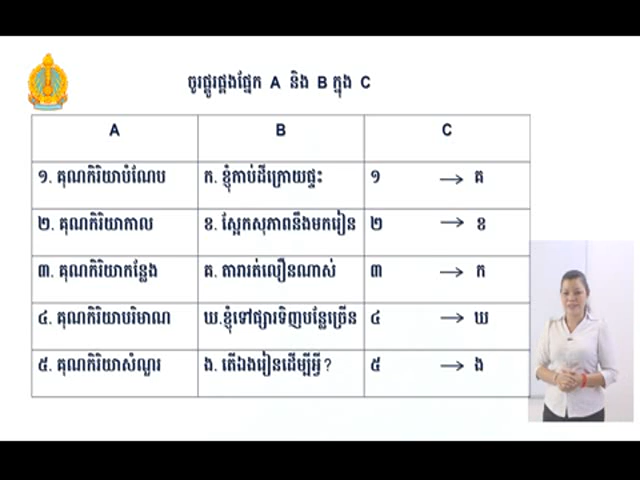 ចូរផ្គូរផ្គងផ្នែក A និង B ក្នុង C
A B C
១. គុណកិរិយាបំណែប ក. ខ្ញុំកាប់ដីក្រោយផ្ទះ ១ → គ
២. គុណកិរិយាកាល ខ. ស្អែកសុភាពនឹងមករៀន ២ → ខ
៣. គុណកិរិយាកន្លែង គ. តារារត់លឿនណាស់ ៣ → ក
៤. គុណកិរិយាបរិមាណ ឃ.ខ្ញុំទៅផ្សារទិញបន្លែច្រើន ៤ → ឃ
៥. គុណកិរិយាសំណួរ ង. តើឯងរៀនដើម្បីអ្វី? ៥ → ង